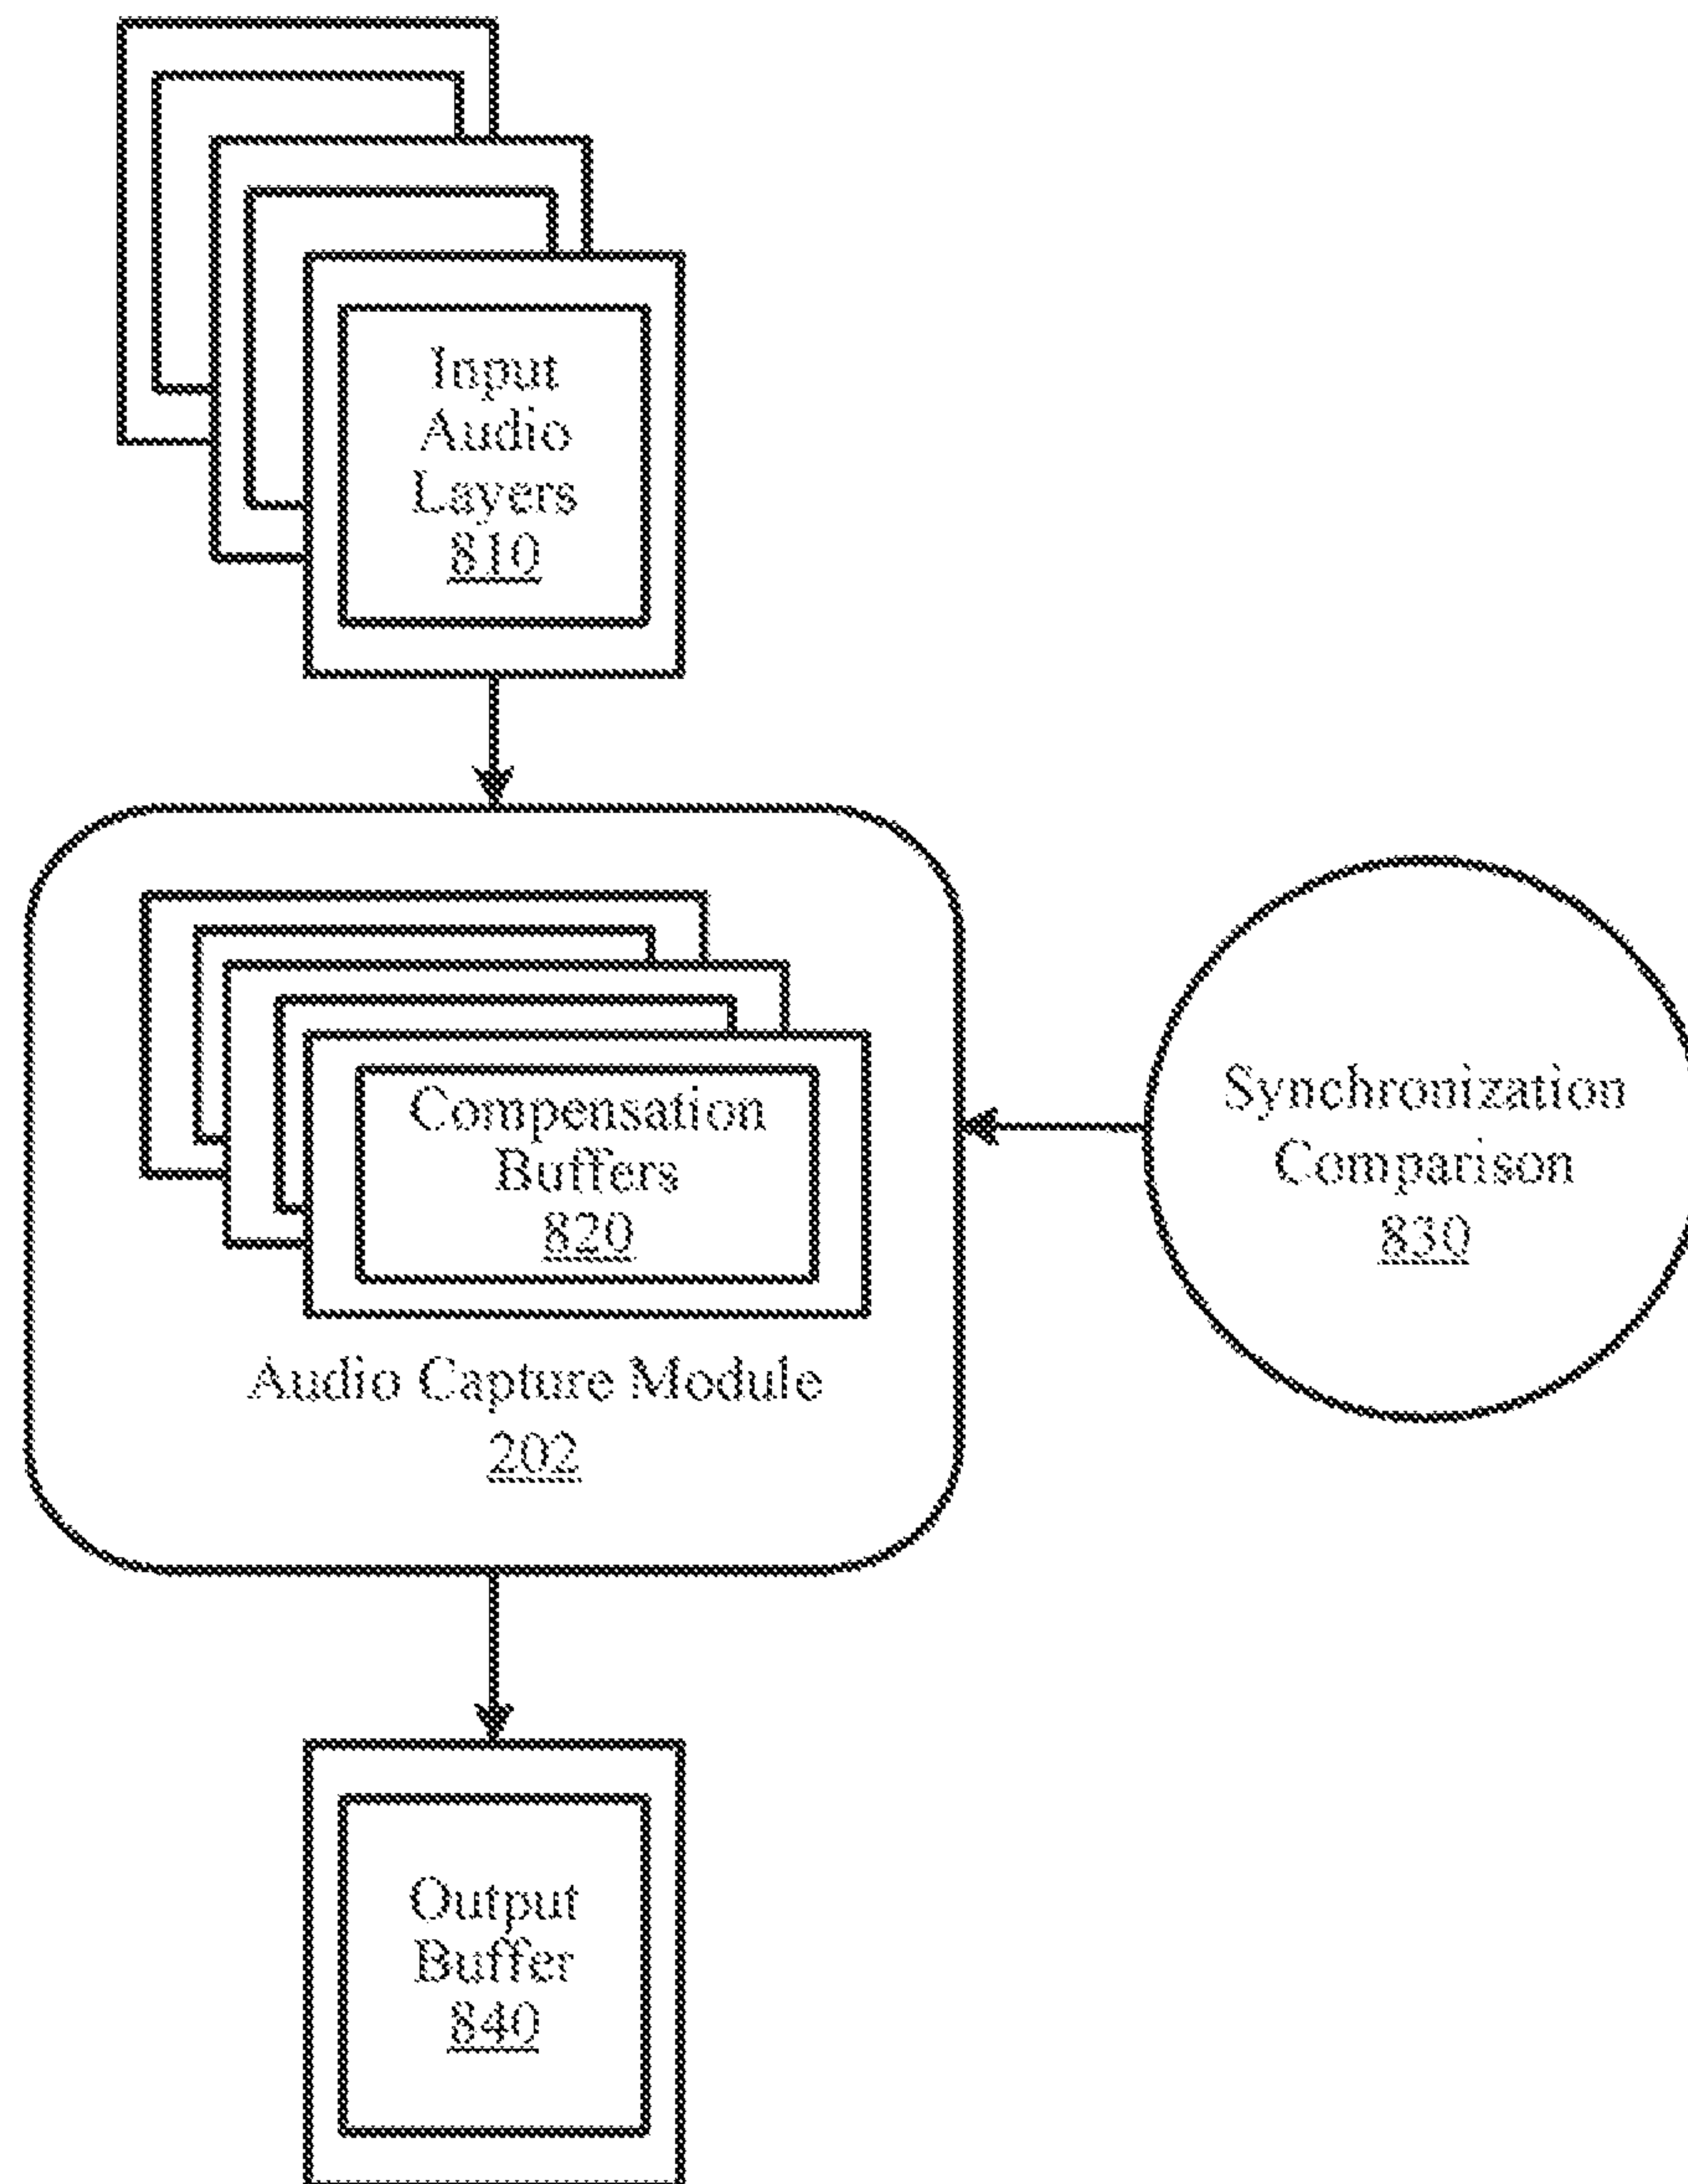 Input
Audio
Layers
810
Compensation
Buffers
820
Audio Capture Module
202
Synchronization
Comparison
830
Output
Buffer
840